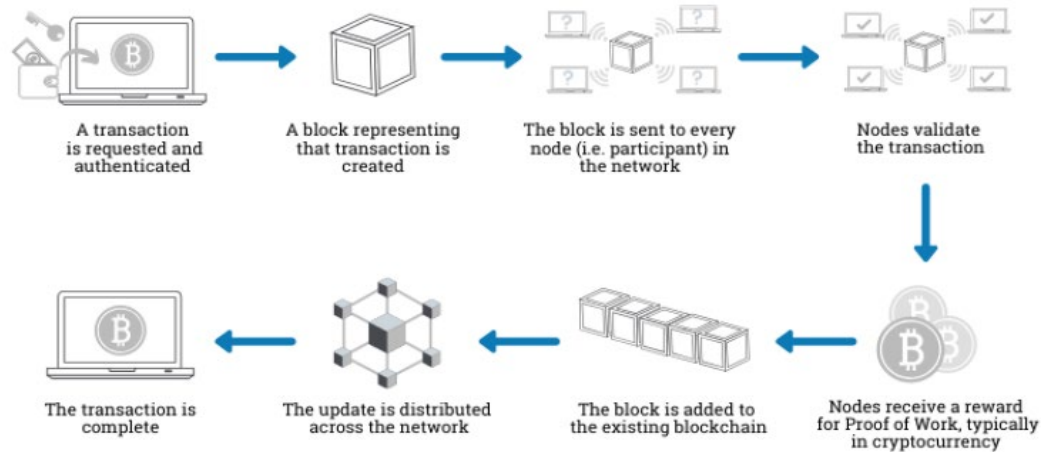 A transaction
is requested and
authenticated
A block representing
that transaction is
created
The block is sent to every
node (i.e. participant) in
the network
Nodes validate
the transaction
Nodes receive a reward
for Proof of Work, typically
in cryptocurrency
The block is added to
the existing blockchain
The update is distributed
across the network
The transaction is
complete